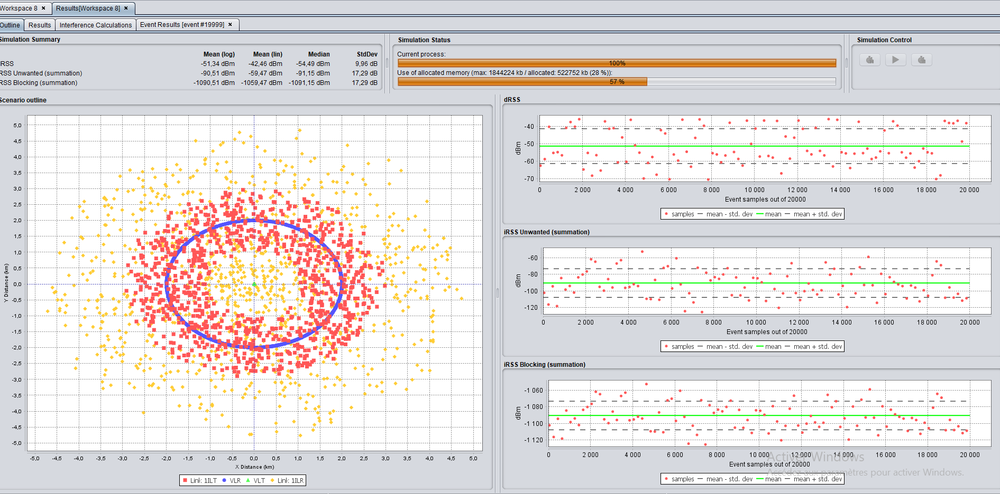 Workspace 8 × Results[Workspace 8] ×
Outline Results Interference Calculations Event Results [event #19999] ×
Simulation Summary
Mean (log) Mean (lin) Median StdDev
RSS -51,34 dBm -42,46 dBm -54,49 dBm 9,96 dB
RSS Unwanted (summation) -90,51 dBm -59,47 dBm -91,15 dBm 17,29 dB
RSS Blocking (summation) -1090,51 dBm -1059,47 dBm -1091,15 dBm 17,29 dB
Simulation Status
Current process:
100%
Use of allocated memory (max: 1844224 kb / allocated: 522752 kb (28 %)):
57 %
Simulation Control
Scenario outline
5,0
4,5
4,0
3,5
3,0
2,5
2,0
1,5
1,0
0,5
0,0
-0,5
-1,0
-1,5
-2,0
-2,5
-3,0
-3,5
-4,0
-4,5
-5,0
Y Distance (km)
-5,0 -4,5 -4,0 -3,5 -3,0 -2,5 -2,0 -1,5 -1,0 -0,5 0,0 0,5 1,0 1,5 2,0 2,5 3,0 3,5 4,0 4,5 5,0
X Distance (km)
Link 1ILT VLR VLT Link 1ILR
dRSS
-40
-50
-60
-70
dBm
0 2 000 4 000 6 000 8 000 10 000 12 000 14 000 16 000 18 000 20 000
Event samples out of 20000
samples mean - std. dev mean mean + std. dev
iRSS Unwanted (summation)
-60
-80
-100
-120
dBm
0 2 000 4 000 6 000 8 000 10 000 12 000 14 000 16 000 18 000 20 000
Event samples out of 20000
samples mean - std. dev mean mean + std. dev
iRSS Blocking (summation)
-1 060
-1 080
-1 100
-1 120
dBm
0 2 000 4 000 6 000 8 000 10 000 12 000 14 000 16 000 18 000 20 000
Event samples out of 20000
samples mean - std. dev mean mean + std. dev
Activer Windows
Accédez aux paramètres pour activer Windows.